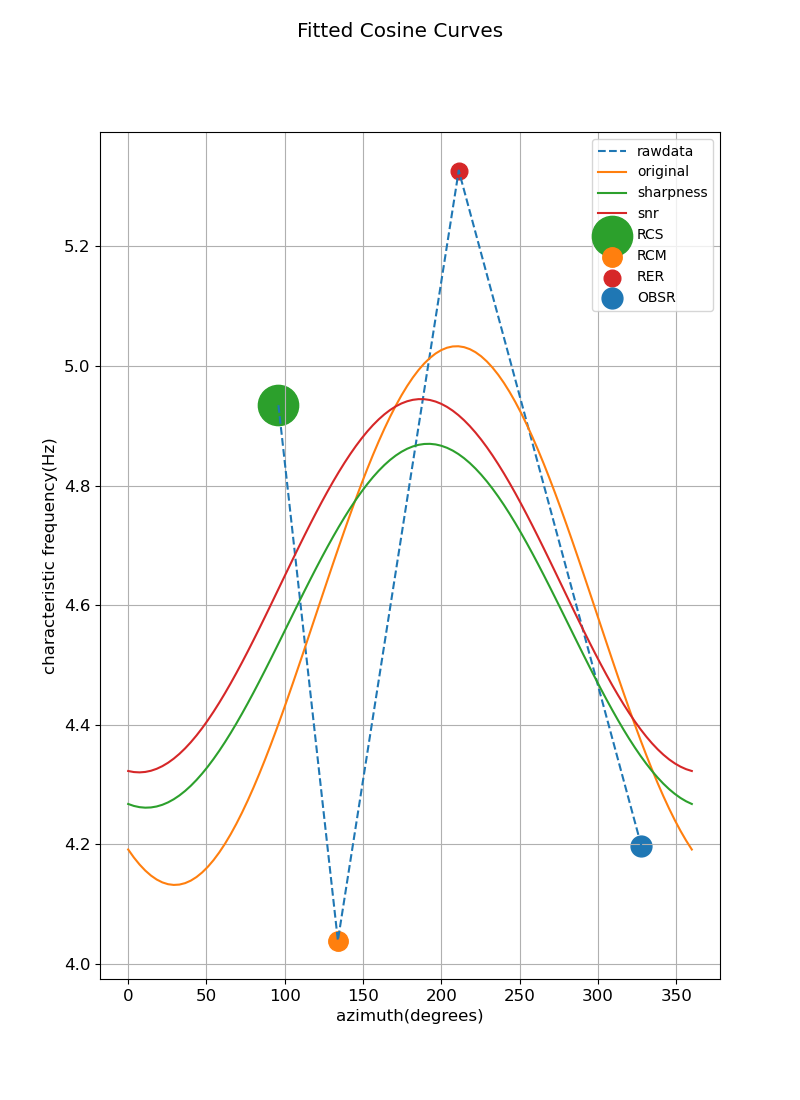 Fitted Cosine Curves
rawdata
original
sharpness
snr
RCS
RCM
RER
OBSR
characteristic frequency(Hz)
5.2
5.0
4.8
4.6
4.4
4.2
4.0
0 50 100 150 200 250 300 350
azimuth(degrees)